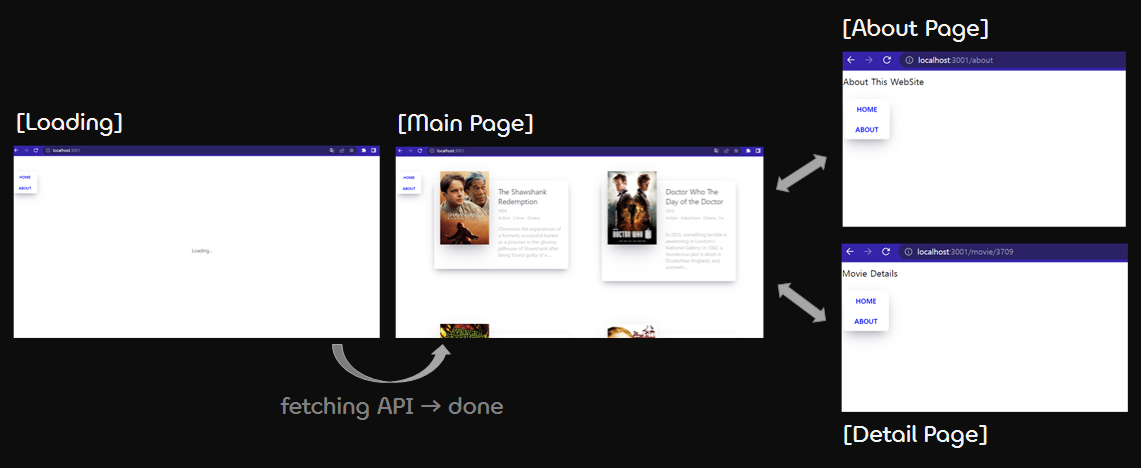 [Loading]
localhost:3001
HOME
ABOUT
Loading...
[Main Page]
localhost:3001
HOME
ABOUT
The Shawshank
Redemption
1994
Action Crime Drama
Chronicles the experiences of
a formerly successful banker
as a prisoner in the gloomy
jailhouse of Shawshank after
being found guilty of a...
DOCTOR WHO
Doctor Who The
Day of the Doctor
Action Adventure Drama
In 2013, something terrible is
awakening in London's
National Gallery; in 1562, a
murderous plot is afoot in
Elizabethan England; and
somewh...
fetching API → done
[About Page]
localhost:3001/about
About This WebSite
HOME
ABOUT
localhost:3001/movie/3709
Movie Details
HOME
ABOUT
[Detail Page]